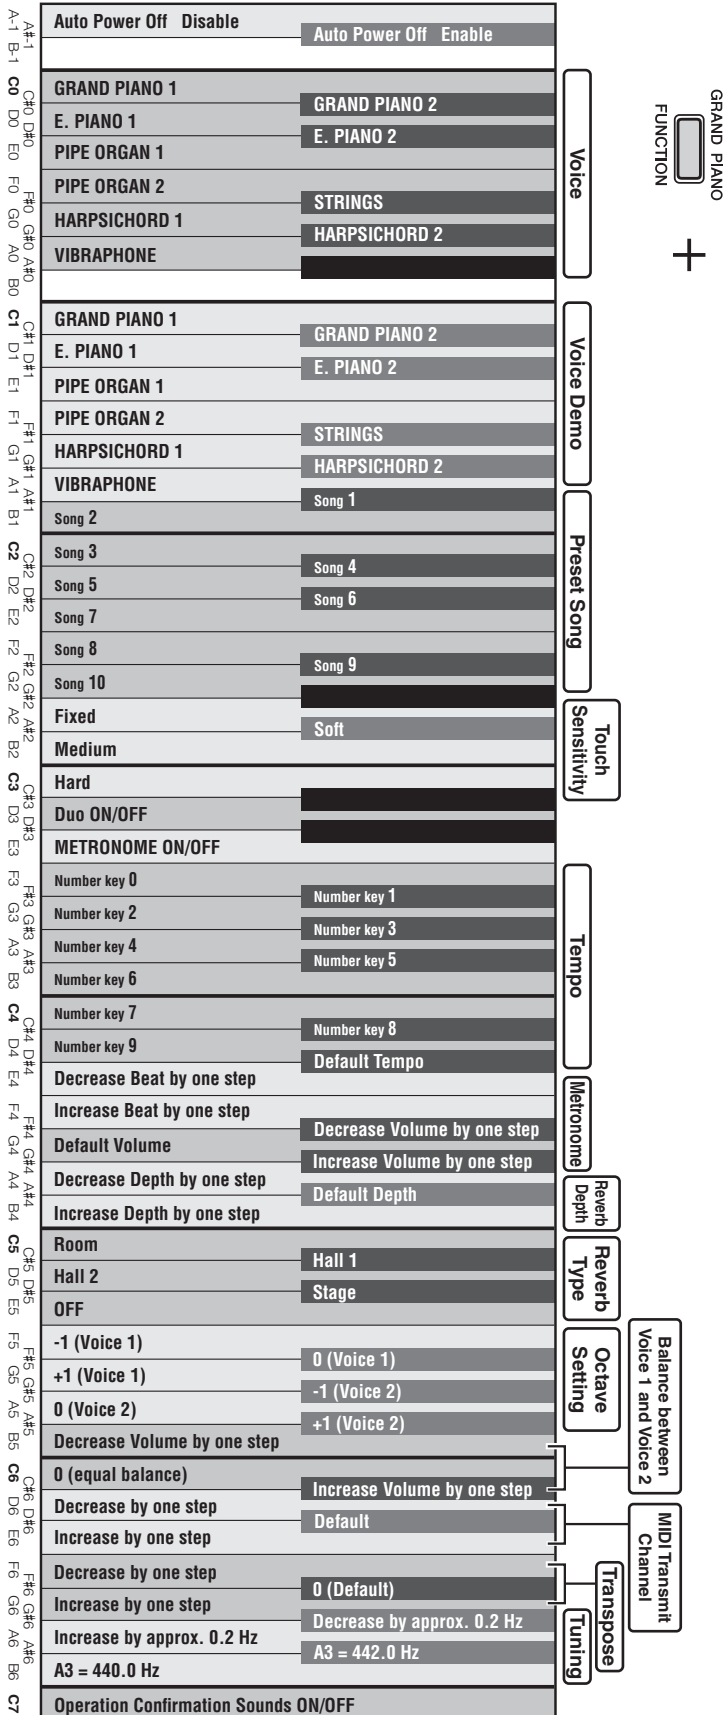 GRAND PIANO
FUNCTION
+
A-1 B-1
A#-1
C0 D0 E0 F0 G0 A0 B0
C#0 D#0 F#0 G#0 A#0
C1 D1 E1 F1 G1 A1 B1
C#1 D#1 F#1 G#1 A#1
C2 D2 E2 F2 G2 A2 B2
C#2 D#2 F#2 G#2 A#2
C3 D3 E3 F3 G3 A3 B3
C#3 D#3 F#3 G#3 A#3
C4 D4 E4 F4 G4 A4 B4
C#4 D#4 F#4 G#4 A#4
C5 D5 E5 F5 G5 A5 B5
C#5 D#5 F#5 G#5 A#5
C6 D6 E6 F6 G6 A6 B6
C#6 D#6 F#6 G#6 A#6
C7
Auto Power Off Disable
Auto Power Off Enable
Voice
GRAND PIANO 1
GRAND PIANO 2
E. PIANO 1
E. PIANO 2
PIPE ORGAN 1
PIPE ORGAN 2
STRINGS
HARPSICHORD 1
HARPSICHORD 2
VIBRAPHONE
Voice Demo
GRAND PIANO 1
GRAND PIANO 2
E. PIANO 1
E. PIANO 2
PIPE ORGAN 1
PIPE ORGAN 2
STRINGS
HARPSICHORD 1
HARPSICHORD 2
VIBRAPHONE
Preset Song
Song 1
Song 2
Song 3
Song 4
Song 5
Song 6
Song 7
Song 8
Song 9
Song 10
Touch
Sensitivity
Fixed
Soft
Medium
Hard
Duo ON/OFF
METRONOME ON/OFF
Tempo
Number key 0
Number key 1
Number key 2
Number key 3
Number key 4
Number key 5
Number key 6
Number key 7
Number key 8
Number key 9
Default Tempo
Metronome
Decrease Beat by one step
Increase Beat by one step
Decrease Volume by one step
Default Volume
Increase Volume by one step
Reverb
Depth
Decrease Depth by one step
Default Depth
Increase Depth by one step
Reverb
Type
Room
Hall 1
Hall 2
Stage
OFF
Octave
Setting
-1 (Voice 1)
0 (Voice 1)
+1 (Voice 1)
-1 (Voice 2)
0 (Voice 2)
+1 (Voice 2)
Balance between
Voice 1 and Voice 2
Decrease Volume by one step
0 (equal balance)
Increase Volume by one step
MIDI Transmit
Channel
Decrease by one step
Default
Increase by one step
Transpose
Decrease by one step
0 (Default)
Increase by one step
Tuning
Decrease by approx. 0.2 Hz
Increase by approx. 0.2 Hz
A3 = 442.0 Hz
A3 = 440.0 Hz
Operation Confirmation Sounds ON/OFF